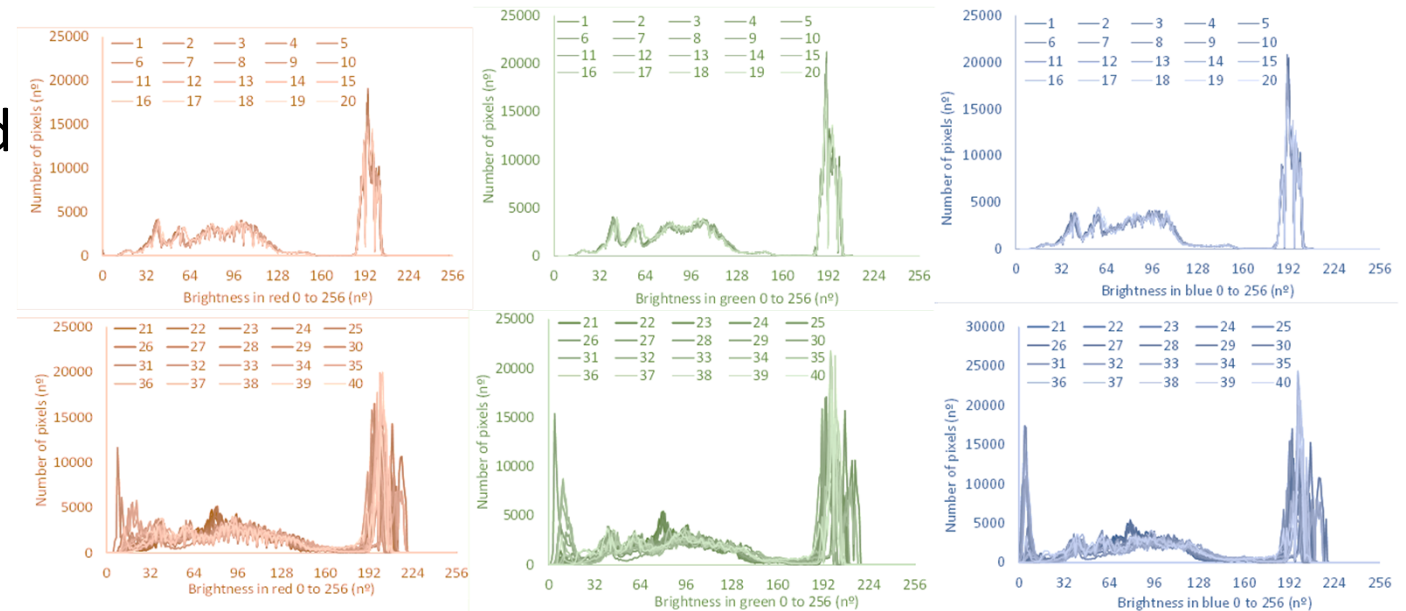 d
25000
20000
15000
10000
5000
0
Number of pixels (nº)
1 2 3 4 5
6 7 8 9 10
11 12 13 14 15
16 17 18 19 20
0 32 64 96 128 160 192 224 256
Brightness in red 0 to 256 (nº)
25000
20000
15000
10000
5000
0
Number of pixels (nº)
1 2 3 4 5
6 7 8 9 10
11 12 13 14 15
16 17 18 19 20
0 32 64 96 128 160 192 224 256
Brightness in green 0 to 256 (nº)
25000
20000
15000
10000
5000
0
Number of pixels (nº)
1 2 3 4 5
6 7 8 9 10
11 12 13 14 15
16 17 18 19 20
0 32 64 96 128 160 192 224 256
Brightness in blue 0 to 256 (nº)
25000
20000
15000
10000
5000
0
Number of pixels (nº)
21 22 23 24 25
26 27 28 29 30
31 32 33 34 35
36 37 38 39 40
0 32 64 96 128 160 192 224 256
Brightness in red 0 to 256 (nº)
25000
20000
15000
10000
5000
0
Number of pixels (nº)
21 22 23 24 25
26 27 28 29 30
31 32 33 34 35
36 37 38 39 40
0 32 64 96 128 160 192 224 256
Brightness in green 0 to 256 (nº)
30000
25000
20000
15000
10000
5000
0
Number of pixels (nº)
21 22 23 24 25
26 27 28 29 30
31 32 33 34 35
36 37 38 39 40
0 32 64 96 128 160 192 224 256
Brightness in blue 0 to 256 (nº)